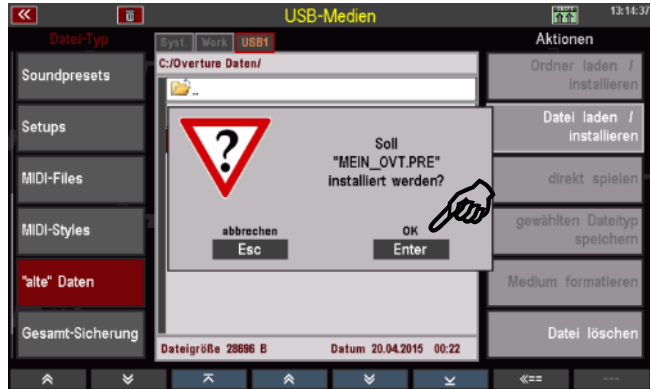 USB-Medien
13:14:37
Datei-Typ
Syst.
Work
USB1
Aktionen
C:/Overture Daten/
..
Soundpresets
Setups
MIDI-Files
MIDI-Styles
"alte" Daten
Gesamt-Sicherung
?
Soll
"MEIN_OVT.PRE"
installiert werden?
abbrechen
Esc
OK
Enter
Dateigröße 28696 B
Datum 20.04.2015 00:22
Ordner laden /
installieren
Datei laden /
installieren
direkt spielen
gewählten Dateityp
speichern
Medium formatieren
Datei löschen
«==
---